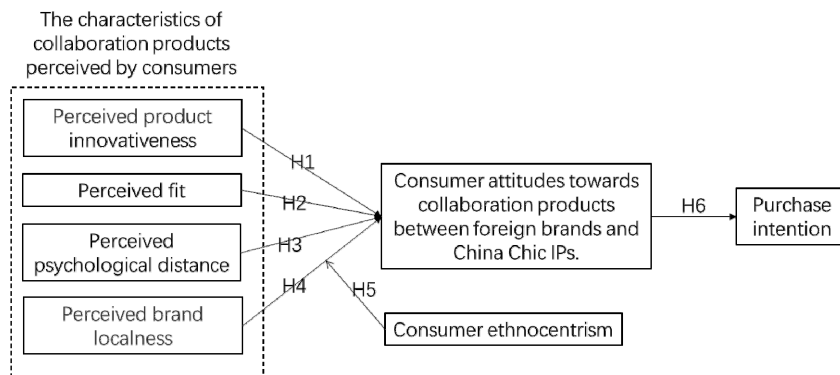 The characteristics of
collaboration products
perceived by consumers
Perceived product
innovativeness
Perceived fit
Perceived
psychological distance
Perceived brand
localness
H1
H2
H3
H4
H5
Consumer attitudes towards
collaboration products
between foreign brands and
China Chic IPs.
Consumer ethnocentrism
H6
Purchase
intention